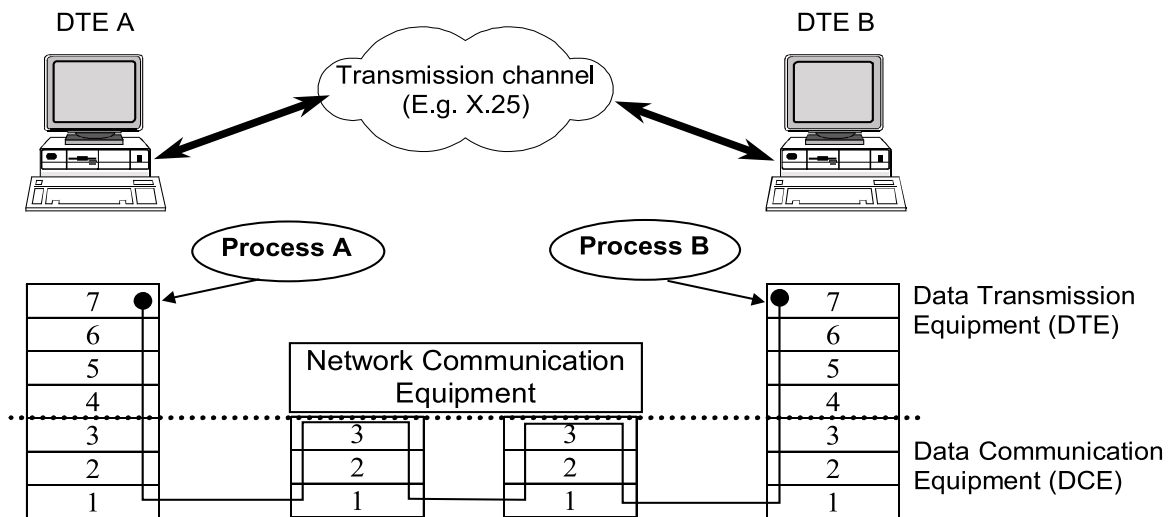 DTE A
DTE B
Transmission channel
(E.g. X.25)
Process A
Process B
7
6
5
4
3
2
1
Network Communication
Equipment
3
2
1
3
2
1
7
6
5
4
3
2
1
Data Transmission
Equipment (DTE)
Data Communication
Equipment (DCE)